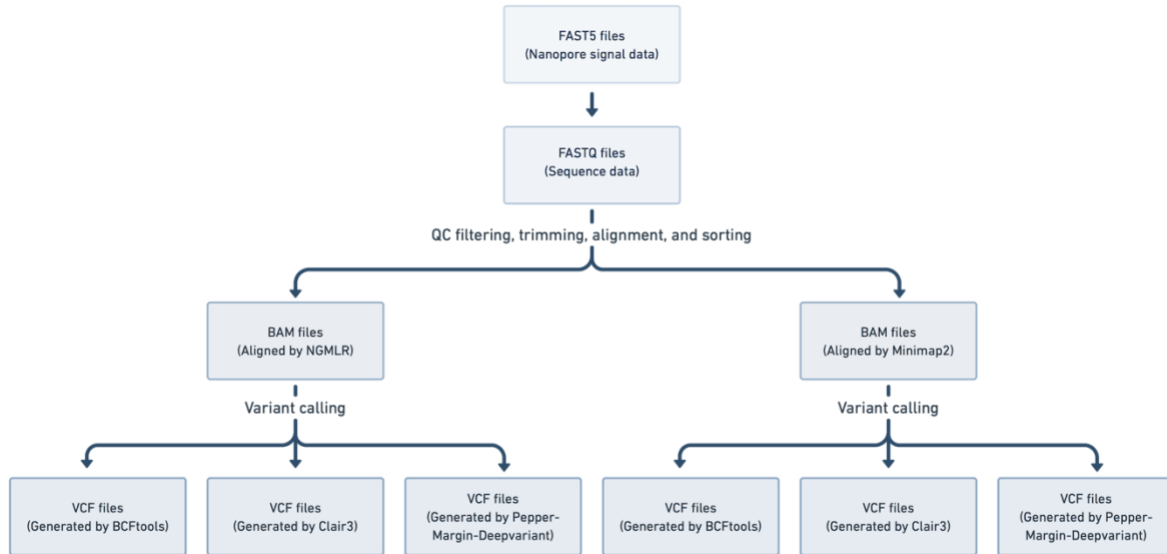 FAST5 files
(Nanopore signal data)
FASTQ files
(Sequence data)
QC filtering, trimming, alignment, and sorting
BAM files
(Aligned by NGMLR)
BAM files
(Aligned by Minimap2)
Variant calling
Variant calling
VCF files
(Generated by BCFtools)
VCF files
(Generated by Clair3)
VCF files
(Generated by Pepper-
Margin-Deepvariant)
VCF files
(Generated by BCFtools)
VCF files
(Generated by Clair3)
VCF files
(Generated by Pepper-
Margin-Deepvariant)